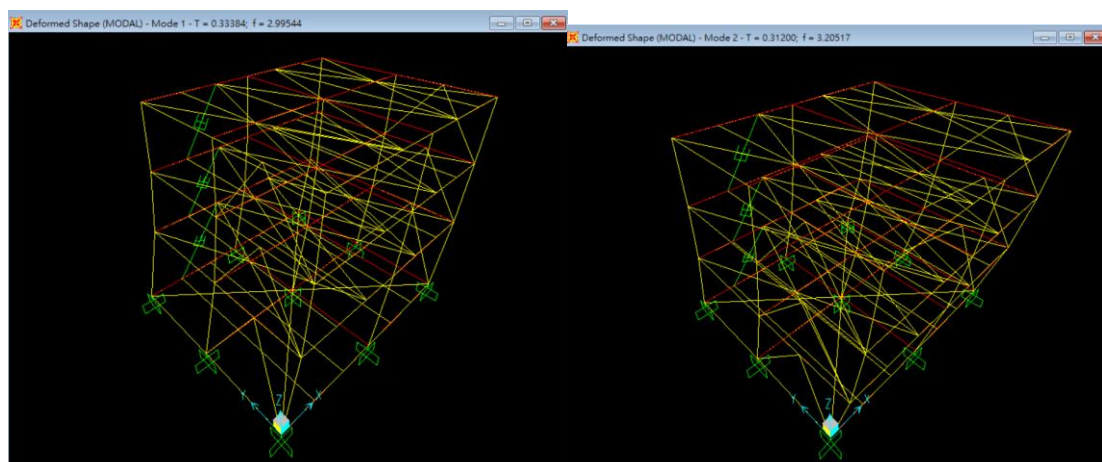 Deformed Shape (MODAL) - Mode 1 - T = 0.33384; f = 2.99544
Deformed Shape (MODAL) - Mode 2 - T = 0.31200; f = 3.20517
Y Z X
Y Z X